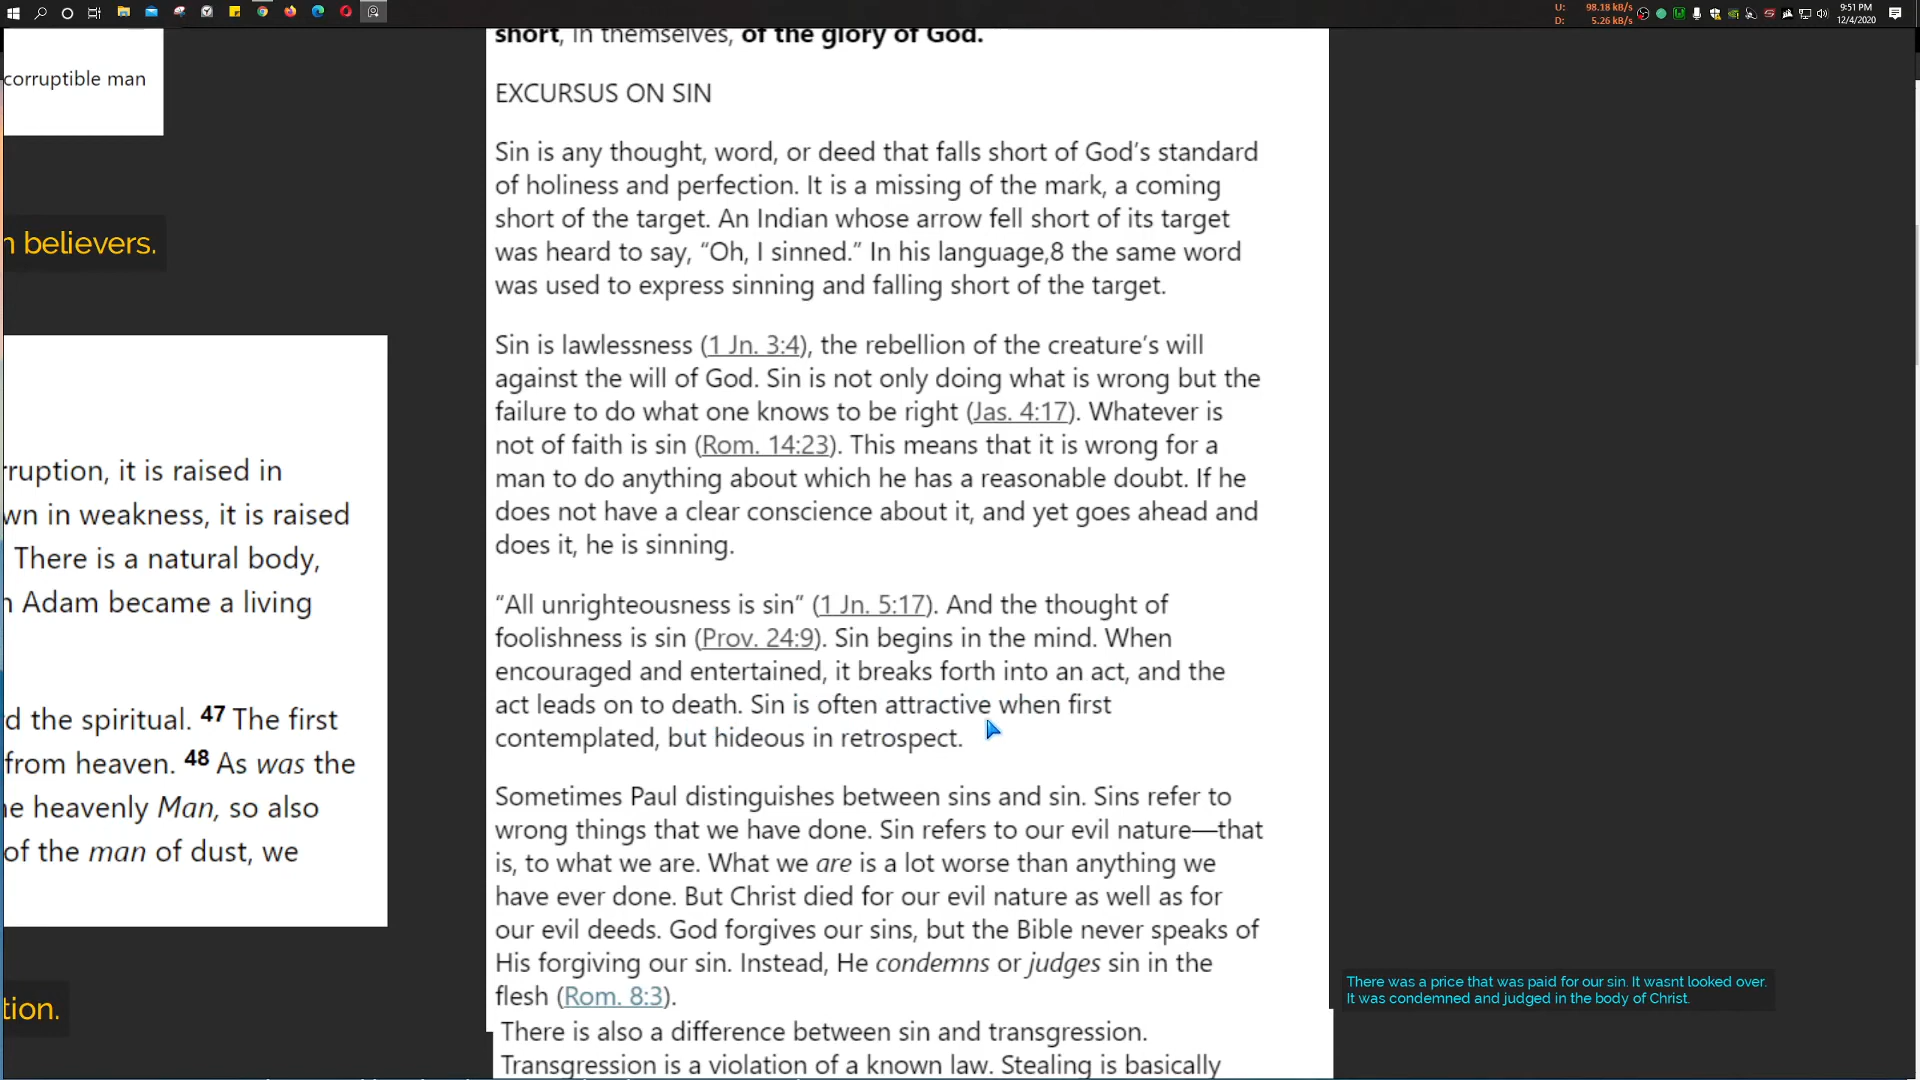 U: 98.18 kB/s
D: 5.26 kB/s
9:51 PM
12/4/2020
corruptible man
believers.
ruption, it is raised in
wn in weakness, it is raised
There is a natural body,
Adam became a living
d the spiritual. 47 The first
from heaven. 48 As was the
heavenly Man, so also
of the man of dust, we
tion.
short, in themselves, of the glory of God.
EXCURSUS ON SIN
Sin is any thought, word, or deed that falls short of God’s standard
of holiness and perfection. It is a missing of the mark, a coming
short of the target. An Indian whose arrow fell short of its target
was heard to say, “Oh, I sinned.” In his language,8 the same word
was used to express sinning and falling short of the target.
Sin is lawlessness (1 Jn. 3:4), the rebellion of the creature’s will
against the will of God. Sin is not only doing what is wrong but the
failure to do what one knows to be right (Jas. 4:17). Whatever is
not of faith is sin (Rom. 14:23). This means that it is wrong for a
man to do anything about which he has a reasonable doubt. If he
does not have a clear conscience about it, and yet goes ahead and
does it, he is sinning.
“All unrighteousness is sin” (1 Jn. 5:17). And the thought of
foolishness is sin (Prov. 24:9). Sin begins in the mind. When
encouraged and entertained, it breaks forth into an act, and the
act leads on to death. Sin is often attractive when first
contemplated, but hideous in retrospect.
Sometimes Paul distinguishes between sins and sin. Sins refer to
wrong things that we have done. Sin refers to our evil nature—that
is, to what we are. What we are is a lot worse than anything we
have ever done. But Christ died for our evil nature as well as for
our evil deeds. God forgives our sins, but the Bible never speaks of
His forgiving our sin. Instead, He condemns or judges sin in the
flesh (Rom. 8:3).
There is also a difference between sin and transgression.
Transgression is a violation of a known law. Stealing is basically
There was a price that was paid for our sin. It wasnt looked over.
It was condemned and judged in the body of Christ.